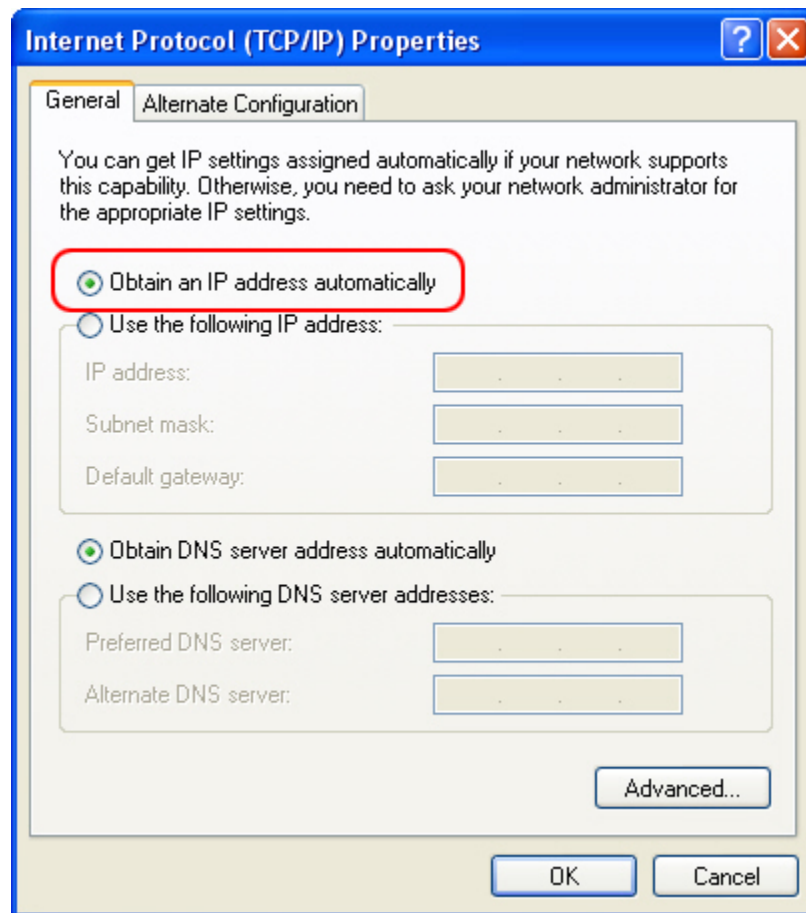 Internet Protocol (TCP/IP) Properties
General
Alternate Configuration
You can get IP settings assigned automatically if your network supports
this capability. Otherwise, you need to ask your network administrator for
the appropriate IP settings.
Obtain an IP address automatically
Use the following IP address:
IP address:
Subnet mask:
Default gateway:
Obtain DNS server address automatically
Use the following DNS server addresses:
Preferred DNS server:
Alternate DNS server:
Advanced...
OK
Cancel